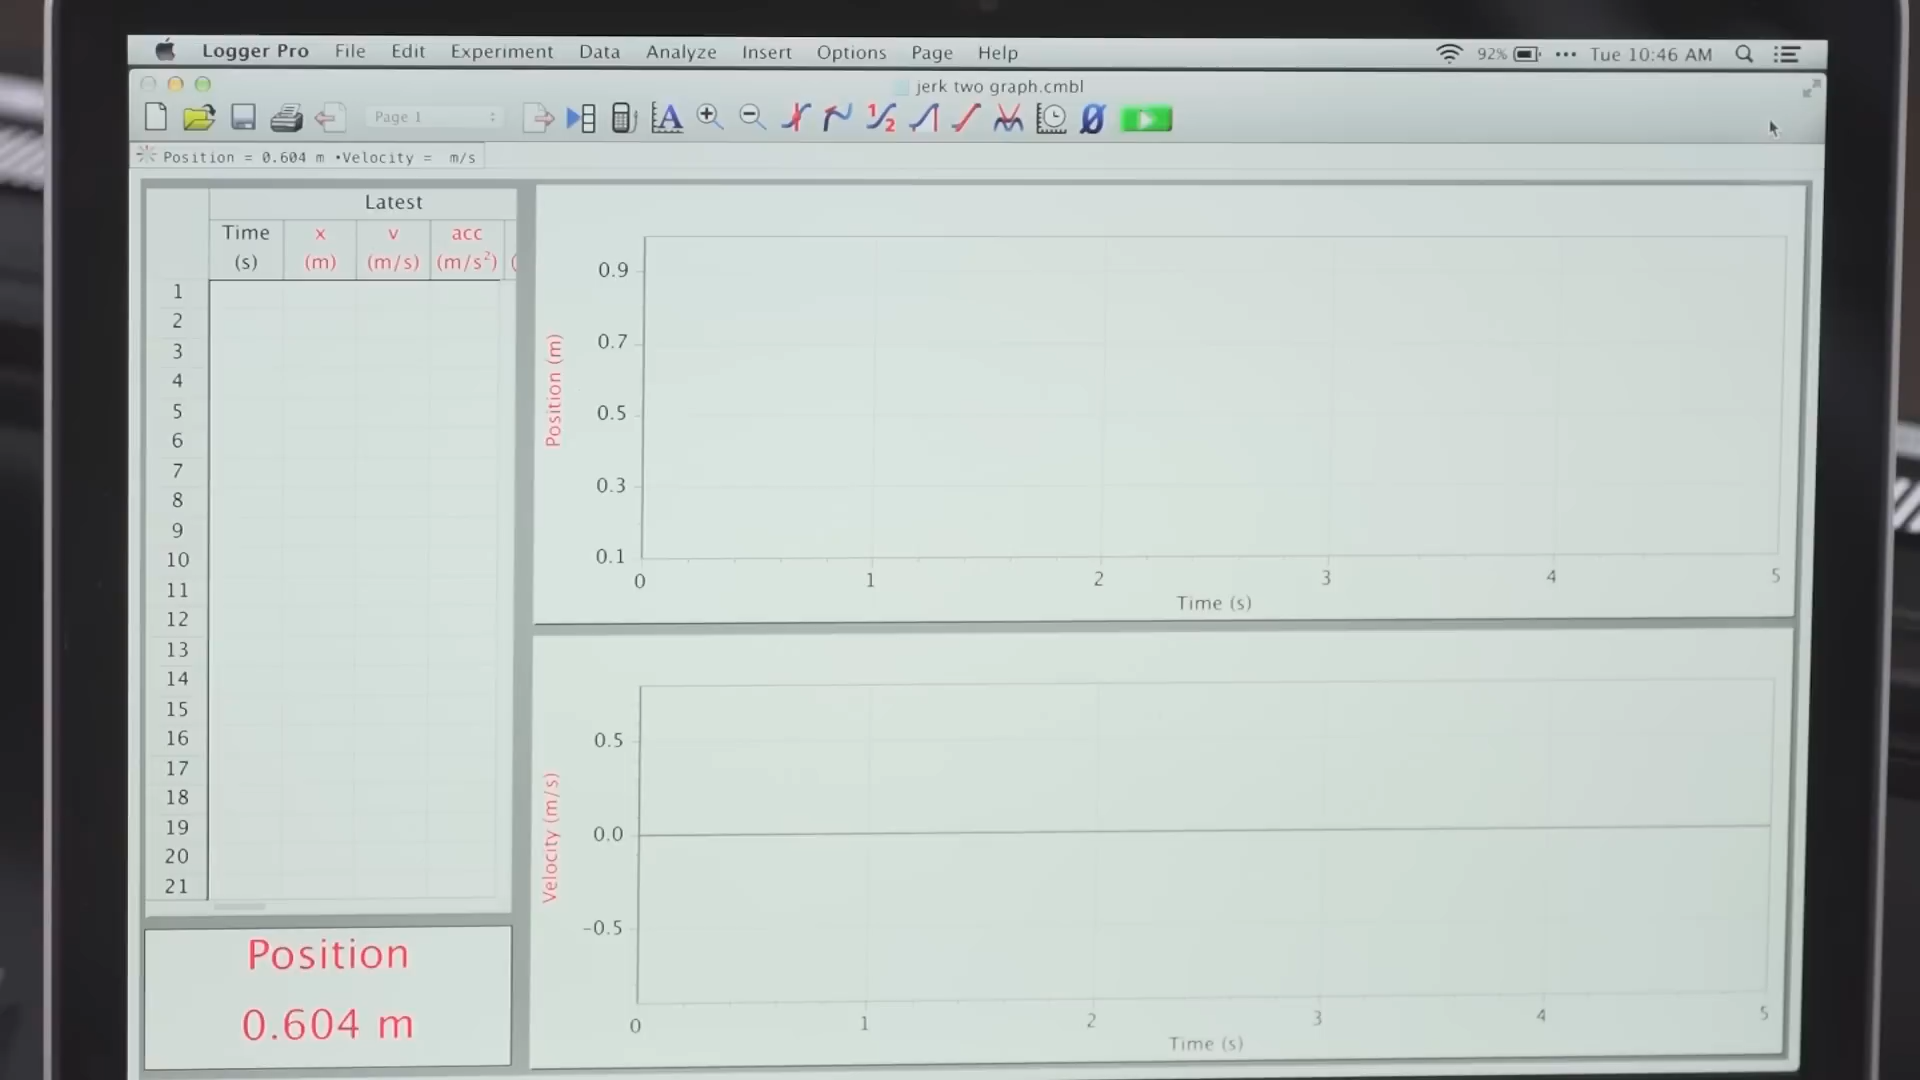 Logger Pro File Edit Experiment Data Analyze Insert Options Page Help 92% Tue 10:46 AM
jerk two graph.cmbl
Page 1 A 1/2
Position = 0.604 m •Velocity = m/s
Latest
Time x v acc
(s) (m) (m/s) (m/s²) (
1
2
3
4
5
6
7
8
9
10
11
12
13
14
15
16
17
18
19
20
21
Position
0.604 m
Position (m)
0.9
0.7
0.5
0.3
0.1
0 1 2 3 4 5
Time (s)
Velocity (m/s)
0.5
0.0
-0.5
0 1 2 3 4 5
Time (s)